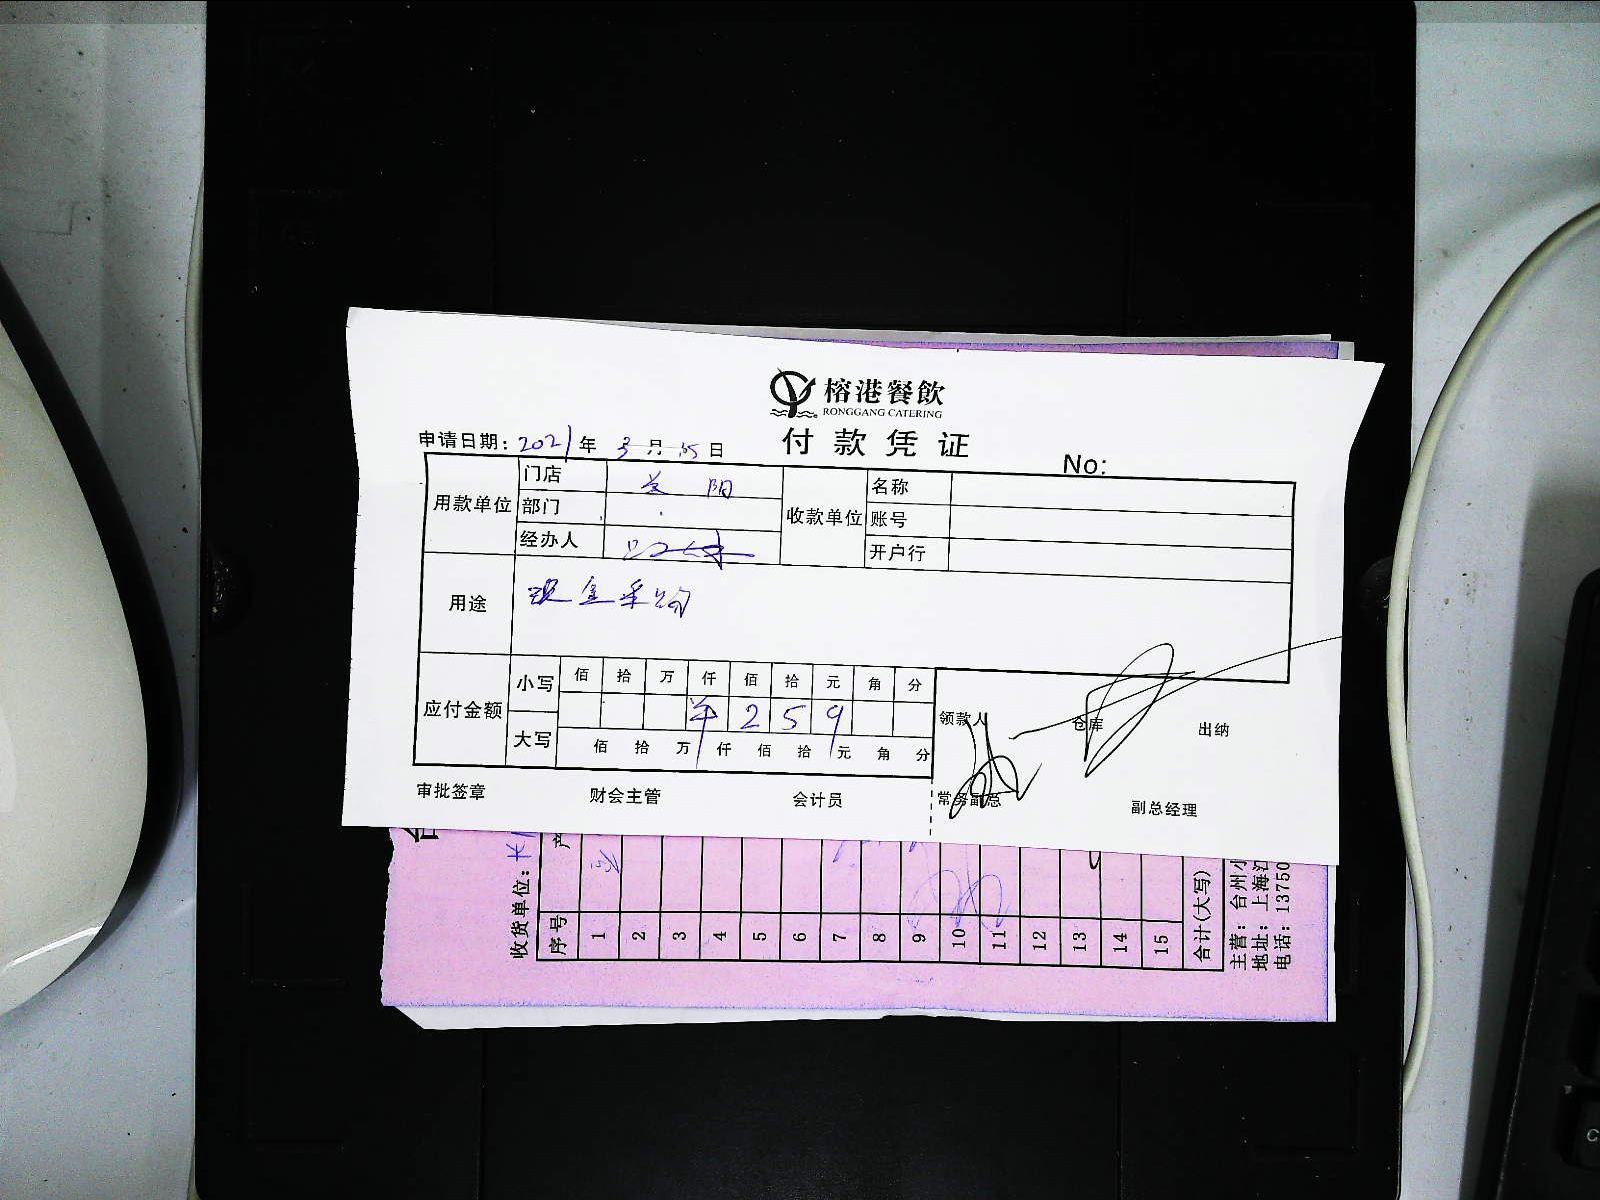 榕港餐飲
RONGGANG CATERING
付款凭证
申请日期：2021年3月15日
No:
用款单位 门店 阳 收款单位 名称
部门 账号
经办人 开户行
用途 现金采购
应付金额 小写 佰 拾 万 仟 佰 拾 元 角 分
¥ 2 5 9
大写 佰 拾 万 仟 佰 拾 元 角 分
领款人 仓库 出纳
审批签章 财会主管 会计员 常务副总 副总经理
收货单位：
序号 产
1
2
3
4
5
6
7
8
9
10
11
12
13
14
15
合计(大写)
主营：台州小
地址：上海江
电话：13750